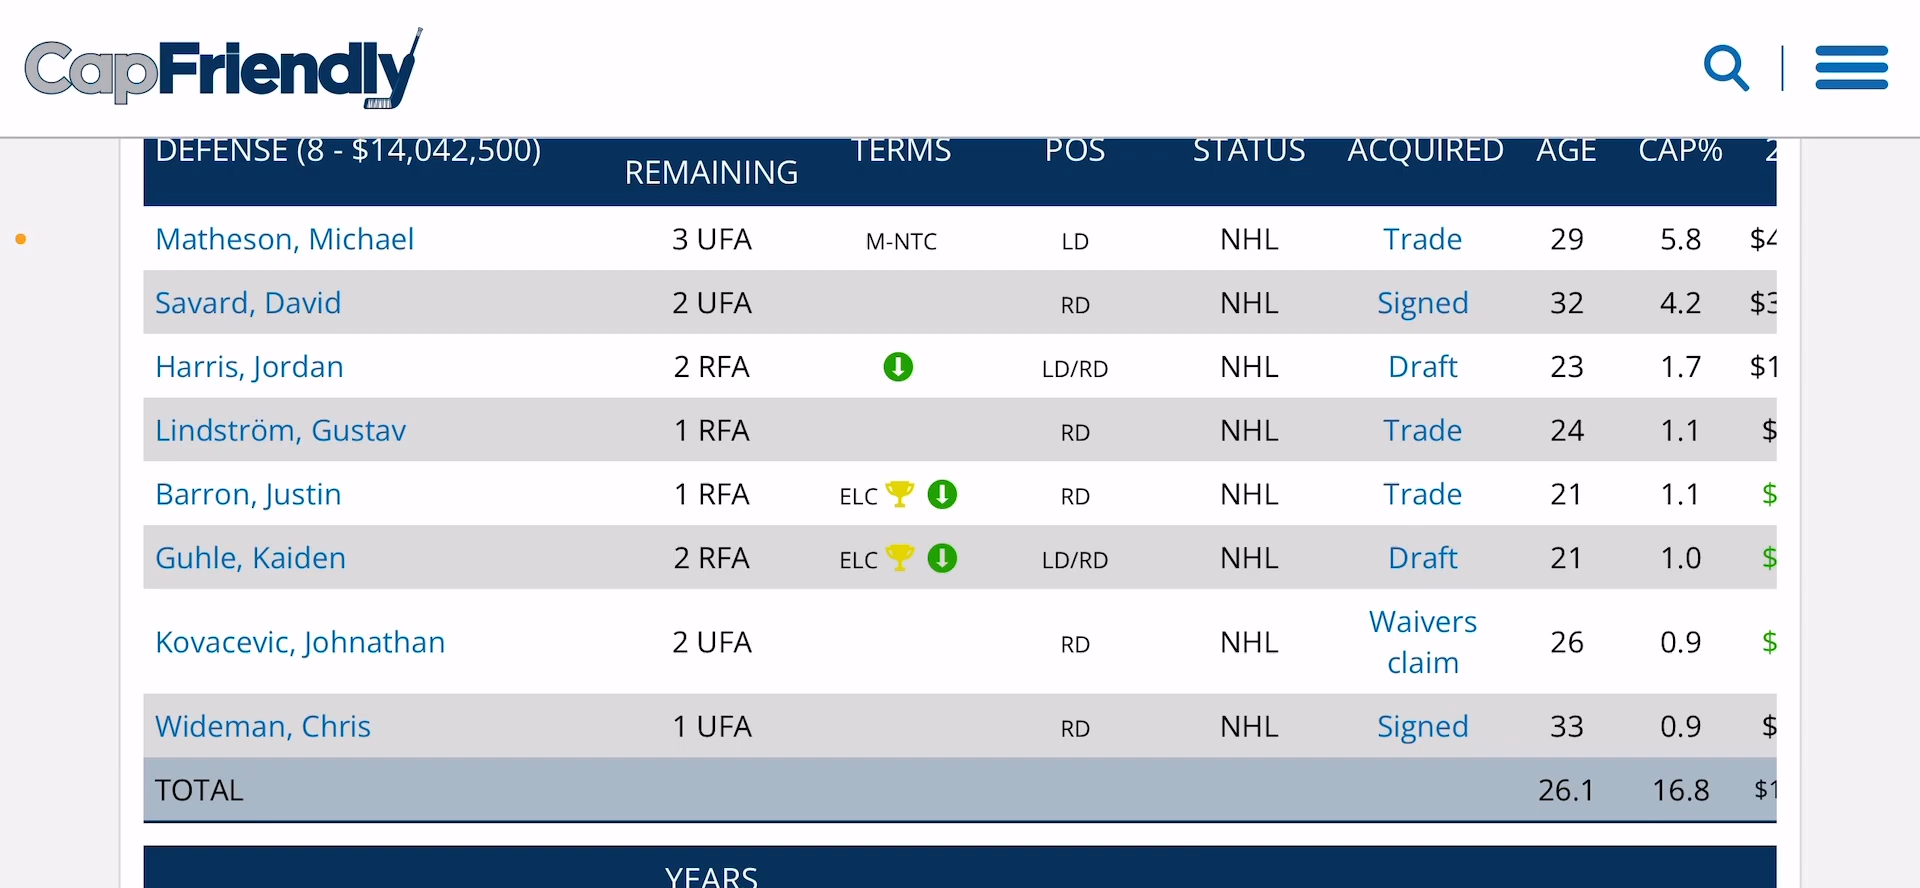 CapFriendly
DEFENSE (8 - $14,042,500) REMAINING TERMS POS STATUS ACQUIRED AGE CAP% 2
Matheson, Michael 3 UFA M-NTC LD NHL Trade 29 5.8 $4
Savard, David 2 UFA RD NHL Signed 32 4.2 $3
Harris, Jordan 2 RFA LD/RD NHL Draft 23 1.7 $1
Lindström, Gustav 1 RFA RD NHL Trade 24 1.1 $
Barron, Justin 1 RFA ELC RD NHL Trade 21 1.1 $
Guhle, Kaiden 2 RFA ELC LD/RD NHL Draft 21 1.0 $
Kovacevic, Johnathan 2 UFA RD NHL Waivers claim 26 0.9 $
Wideman, Chris 1 UFA RD NHL Signed 33 0.9 $
TOTAL 26.1 16.8 $1
YEARS